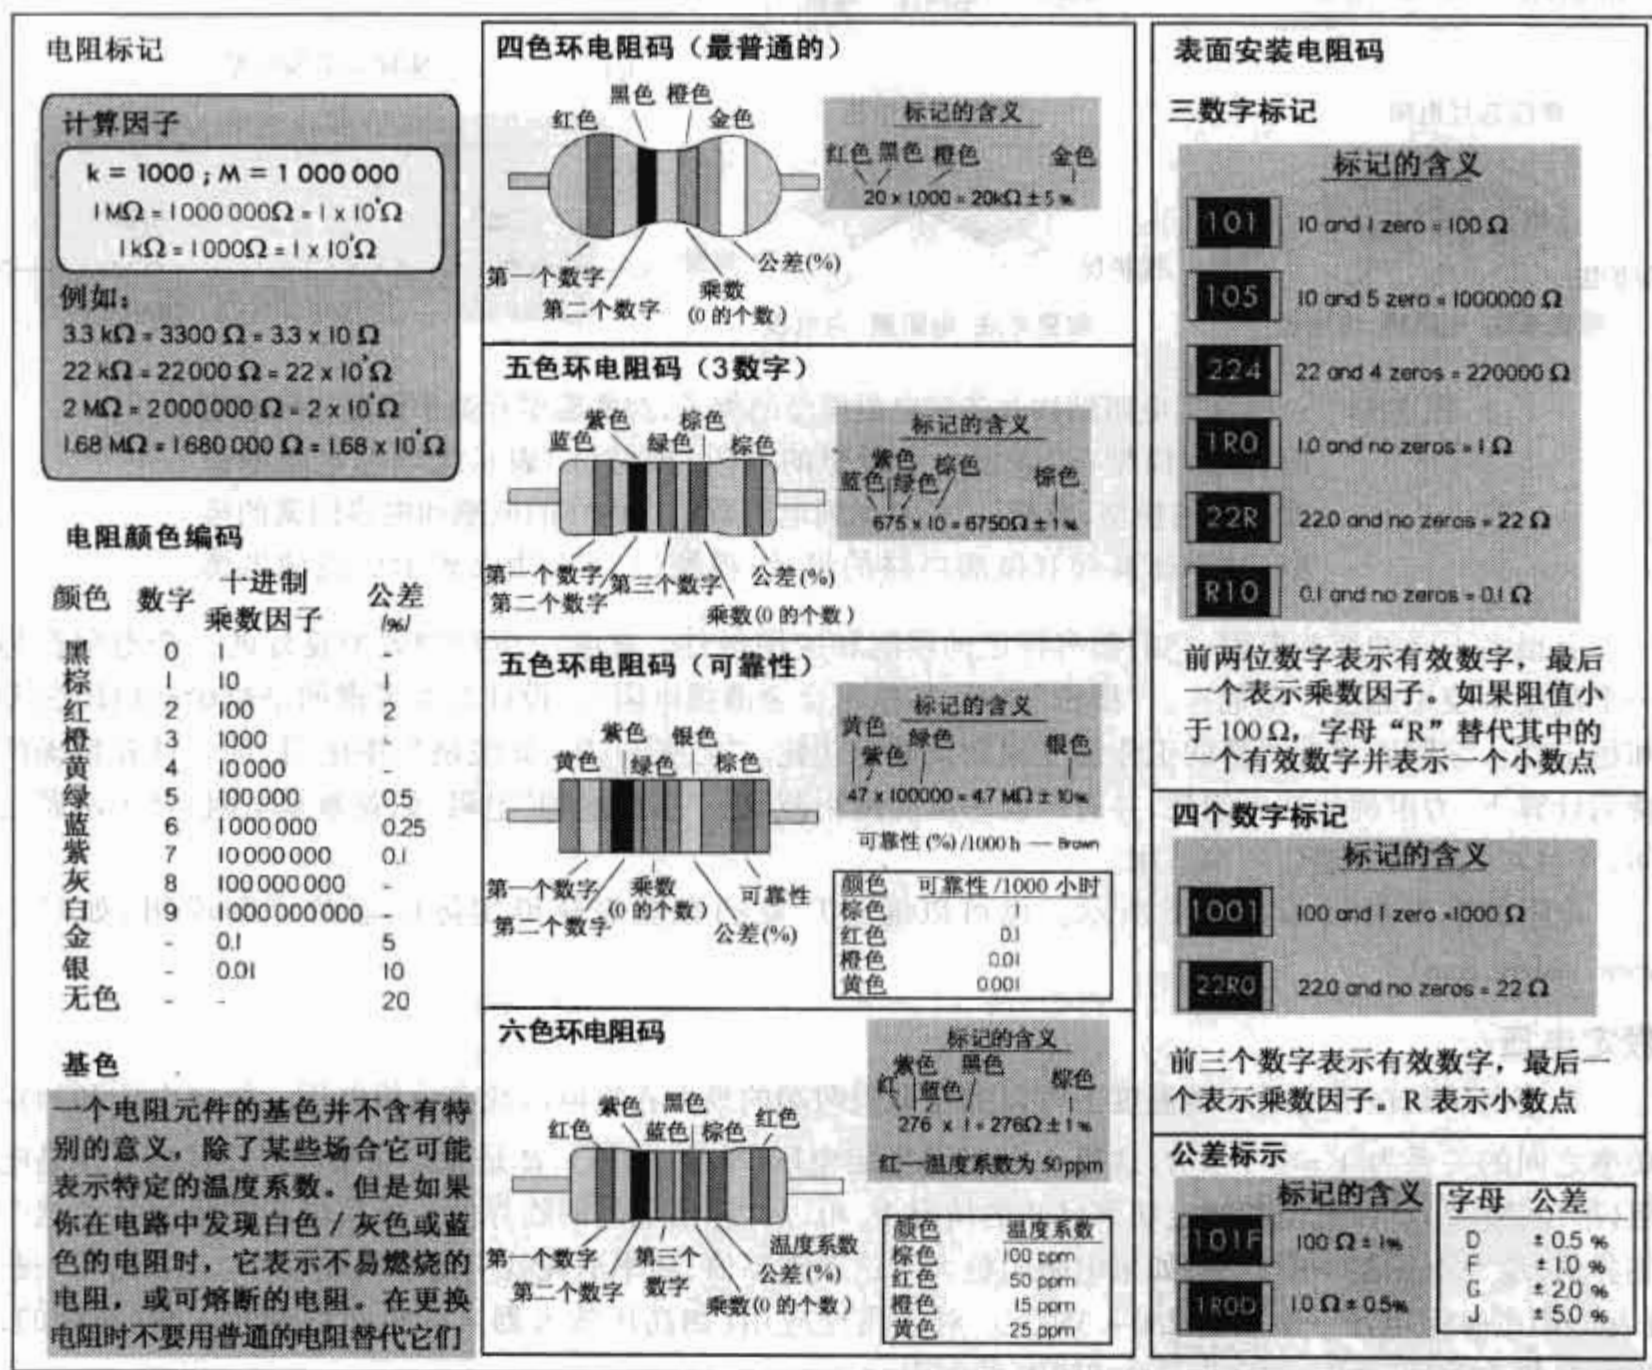 电阻标记
计算因子
k = 1000 ; M = 1 000 000
1 MΩ = 1000 000Ω = 1 x 10 Ω
1 kΩ = 1000Ω = 1 x 10 Ω
例如:
3.3 kΩ = 3300 Ω = 3.3 x 10 Ω
22 kΩ = 22000 Ω = 22 x 10 Ω
2 MΩ = 2000000 Ω = 2 x 10 Ω
1.68 MΩ = 1680 000 Ω = 1.68 x 10 Ω
电阻颜色编码
颜色 数字 十进制乘数因子 公差 /%/
黑 0 1 -
棕 1 10 1
红 2 100 2
橙 3 1000 -
黄 4 10000 -
绿 5 100000 0.5
蓝 6 1000000 0.25
紫 7 10000000 0.1
灰 8 100000000 -
白 9 1000000000 -
金 - 0.1 5
银 - 0.01 10
无色 - - 20
基色
一个电阻元件的基色并不含有特
别的意义,除了某些场合它可能
表示特定的温度系数。但是如果
你在电路中发现白色/灰色或蓝
色的电阻时,它表示不易燃烧的
电阻,或可熔断的电阻。在更换
电阻时不要用普通的电阻替代它们
四色环电阻码(最普通的)
黑色 橙色
红色 金色
第一个数字
第二个数字
乘数
(0 的个数)
公差(%)
标记的含义
红色 黑色 橙色 金色
20 x 1,000 = 20kΩ ± 5 %
五色环电阻码(3数字)
紫色 棕色
蓝色 绿色 棕色
第一个数字 第三个数字 公差(%)
第二个数字 乘数(0 的个数)
标记的含义
紫色 棕色
蓝色 绿色 棕色
675 x 10 = 6750Ω ± 1 %
五色环电阻码(可靠性)
紫色 银色
黄色 绿色 棕色
第一个数字 乘数 可靠性
(0 的个数)
第二个数字 公差(%)
标记的含义
黄色 绿色
紫色 银色
47 x 100000 = 4.7 MΩ ± 10%
可靠性 (%)/1000 h — Brown
颜色 可靠性 /1000 小时
棕色 1
红色 0.1
橙色 0.01
黄色 0.001
六色环电阻码
紫色 黑色
红色 蓝色 棕色 红色
第一个数字 第三个数字 温度系数
第二个数字 公差(%)
乘数(0 的个数)
标记的含义
紫色 黑色
红 蓝色 棕色
276 x 1 = 276Ω ± 1 %
红—温度系数为 50ppm
颜色 温度系数
棕色 100 ppm
红色 50 ppm
橙色 15 ppm
黄色 25 ppm
表面安装电阻码
三数字标记
标记的含义
101 10 and 1 zero = 100 Ω
105 10 and 5 zero = 1000000 Ω
224 22 and 4 zeros = 220000 Ω
1R0 1.0 and no zeros = 1 Ω
22R 22.0 and no zeros = 22 Ω
R10 0.1 and no zeros = 0.1 Ω
前两位数字表示有效数字,最后
一个表示乘数因子。如果阻值小
于 100 Ω,字母“R”替代其中的
一个有效数字并表示一个小数点
四个数字标记
标记的含义
1001 100 and 1 zero =1000 Ω
22R0 22.0 and no zeros = 22 Ω
前三个数字表示有效数字,最后一
个表示乘数因子。R 表示小数点
公差标示
标记的含义
101F 100 Ω ± 1%
1R0D 1.0 Ω ± 0.5%
字母 公差
D ± 0.5 %
F ± 1.0 %
G ± 2.0 %
J ± 5.0 %